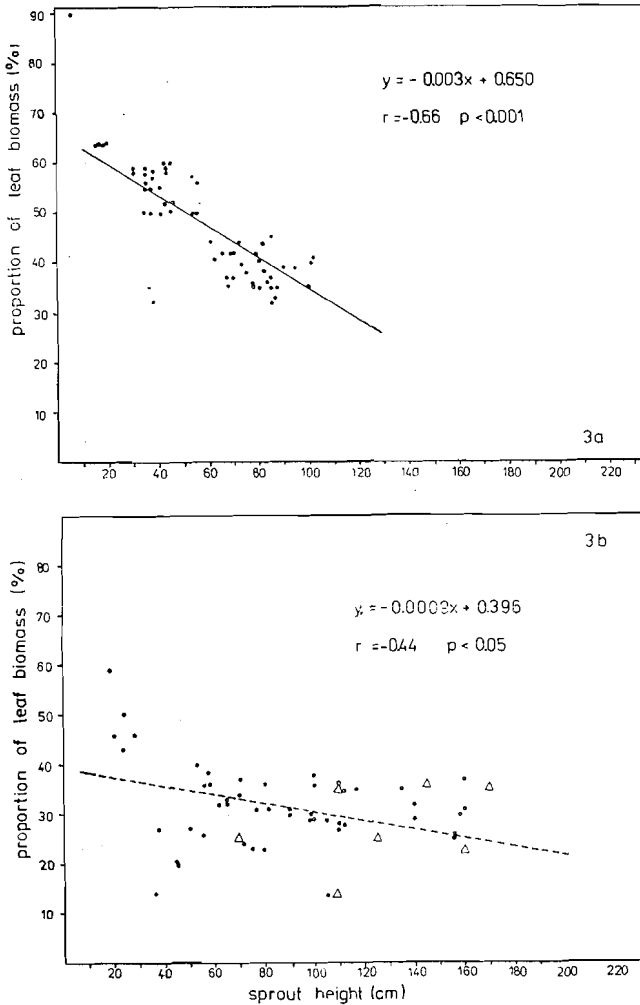 90
80
70
60
50
40
30
20
10
proportion of leaf biomass (%)
y = - 0.003x + 0.650
r = -0.66 p < 0.001
3a
20 40 60 80 100 120 140 160 180 200 220
3b
80
70
60
50
40
30
20
10
proportion of leaf biomass (%)
y = -0.0009x + 0.396
r = -0.44 p < 0.05
20 40 60 80 100 120 140 160 180 200 220
sprout height (cm)